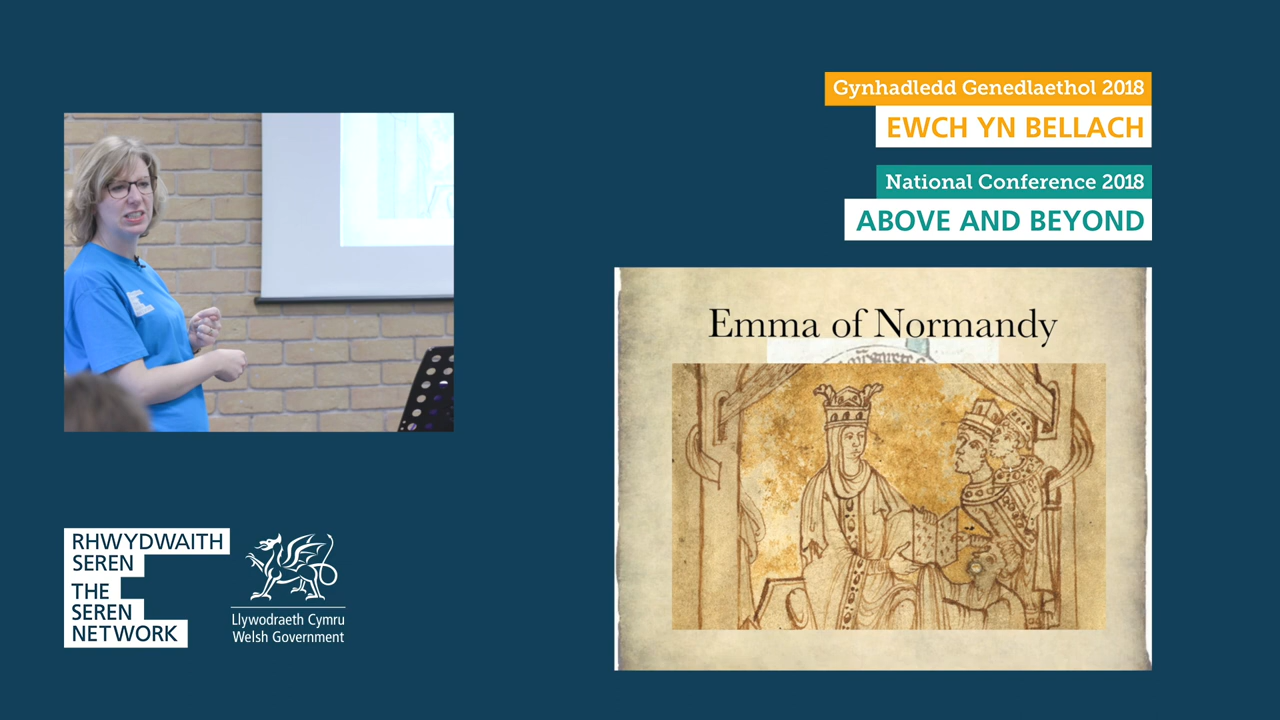 Gynhadledd Genedlaethol 2018
EWCH YN BELLACH
National Conference 2018
ABOVE AND BEYOND
Emma of Normandy
RHWYDWAITH
SEREN
THE
SEREN
NETWORK
Llywodraeth Cymru
Welsh Government